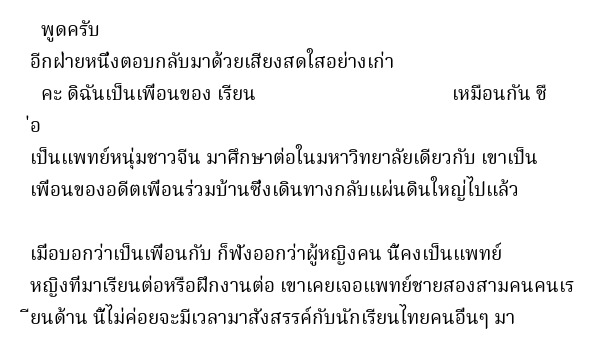 พูดครับ
อีกฝ่ายหนึ่งตอบกลับมาด้วยเสียงสดใสอย่างเก่า
คะ ดิฉันเป็นเพื่อนของ เรียน เหมือนกัน ชื
่อ
เป็นแพทย์หนุ่มชาวจีน มาศึกษาต่อในมหาวิทยาลัยเดียวกับ เขาเป็น
เพื่อนของอดีตเพื่อนร่วมบ้านซึ่งเดินทางกลับแผ่นดินใหญ่ไปแล้ว
เมื่อบอกว่าเป็นเพื่อนกับ ก็ฟังออกว่าผู้หญิงคน นี้คงเป็นแพทย์
หญิงที่มาเรียนต่อหรือฝึกงานต่อ เขาเคยเจอแพทย์ชายสองสามคนคนเร
ียนด้าน นี้ไม่ค่อยจะมีเวลามาสังสรรค์กับนักเรียนไทยคนอื่นๆ มา